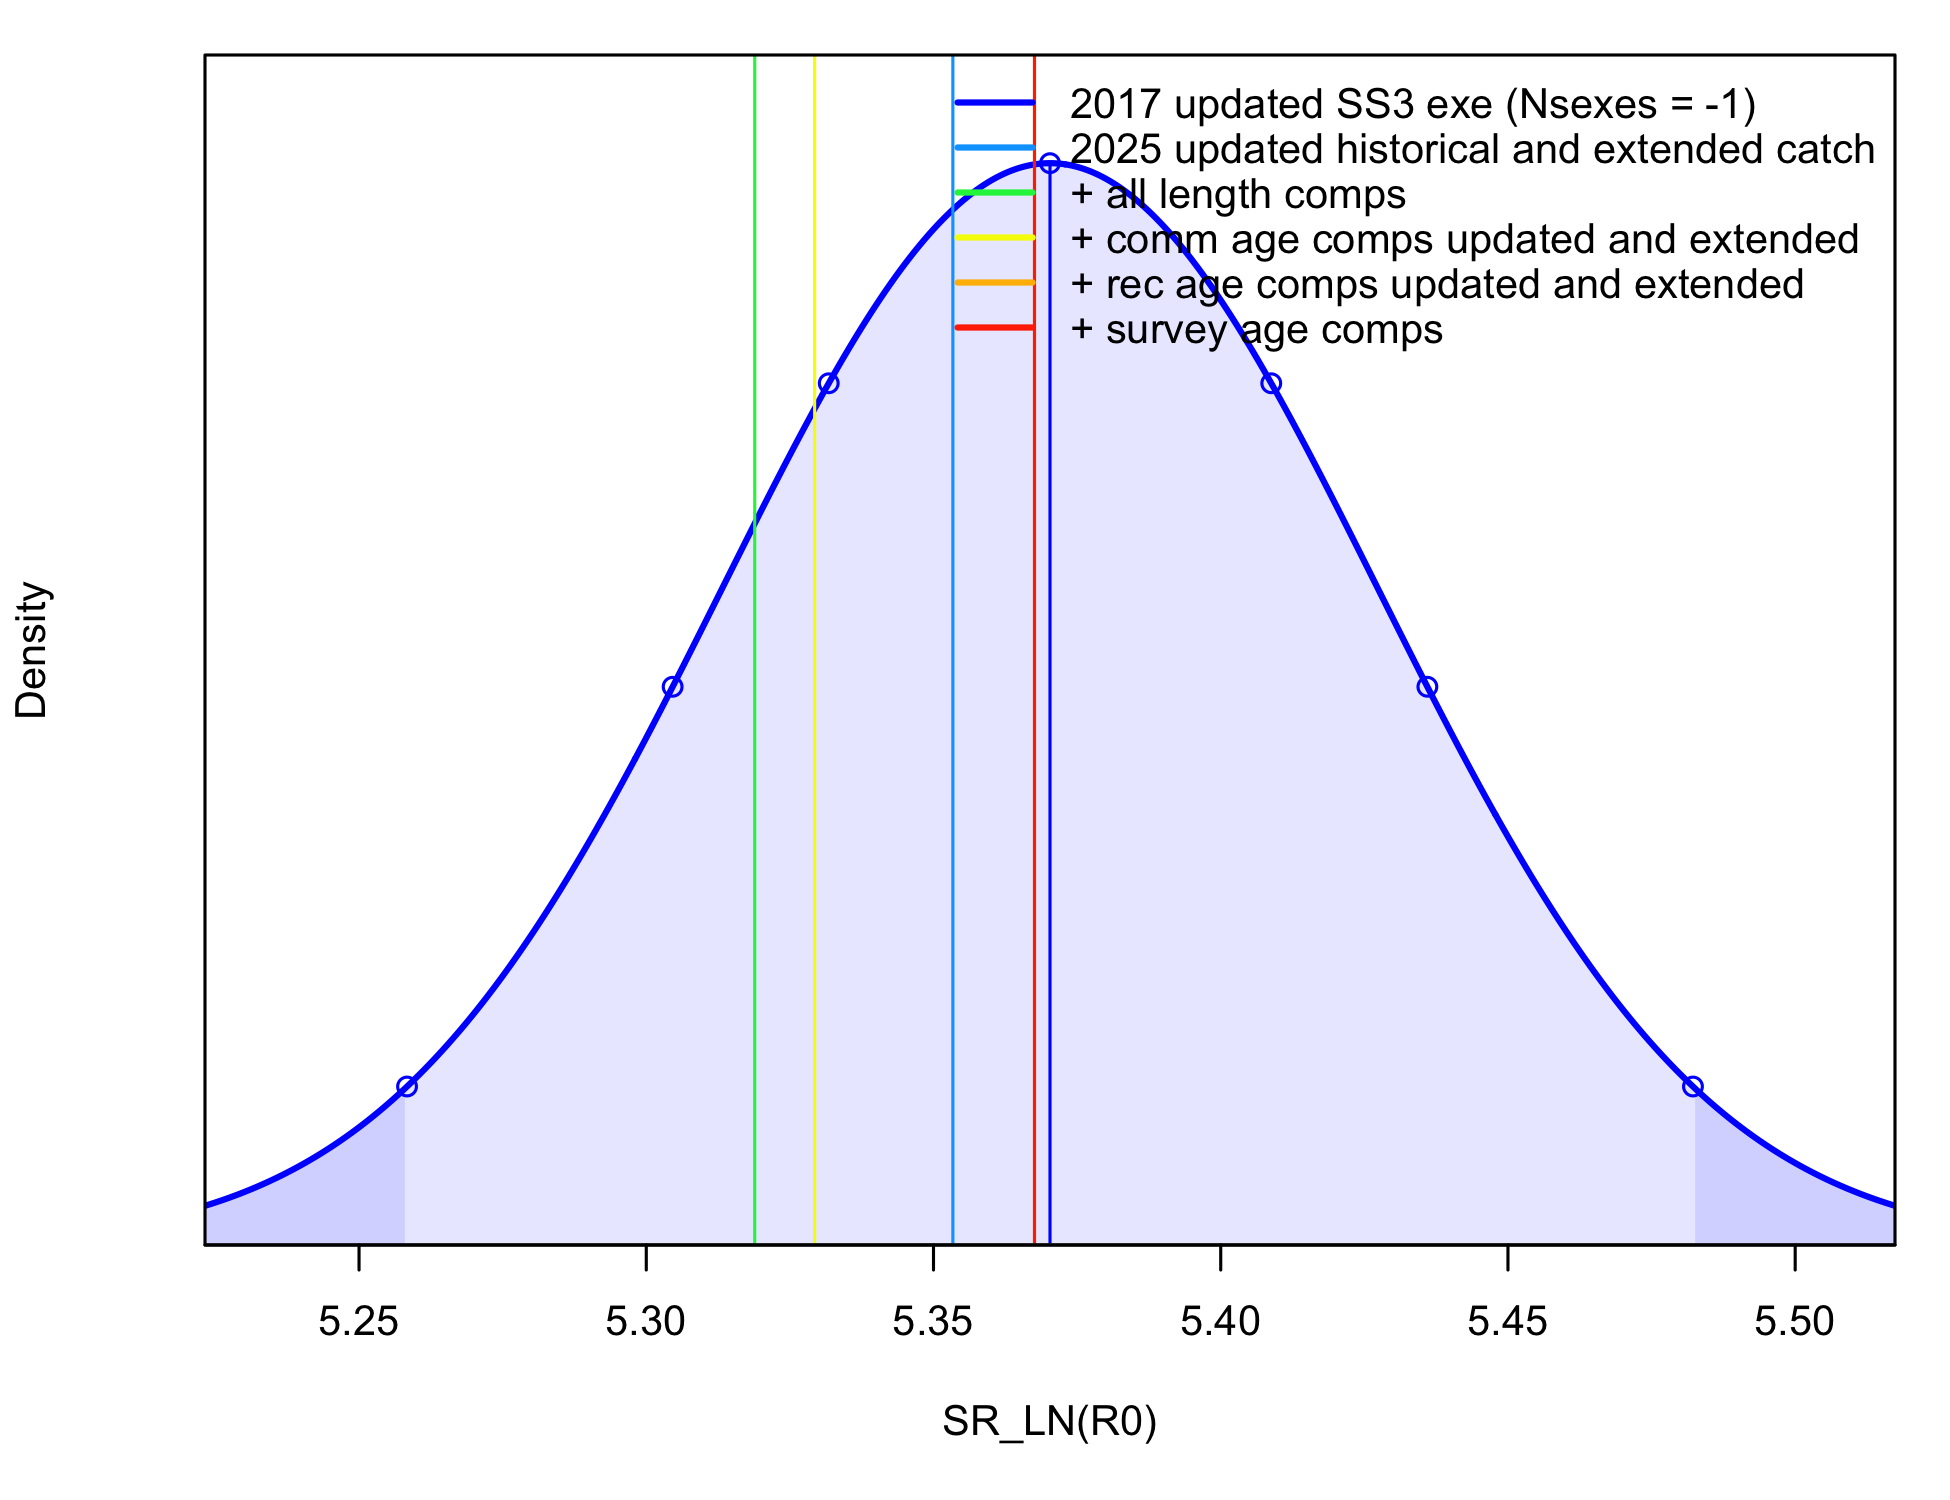 2017 updated SS3 exe (Nsexes = -1)
2025 updated historical and extended catch
+ all length comps
+ comm age comps updated and extended
+ rec age comps updated and extended
+ survey age comps
Density
5.25 5.30 5.35 5.40 5.45 5.50
SR_LN(R0)